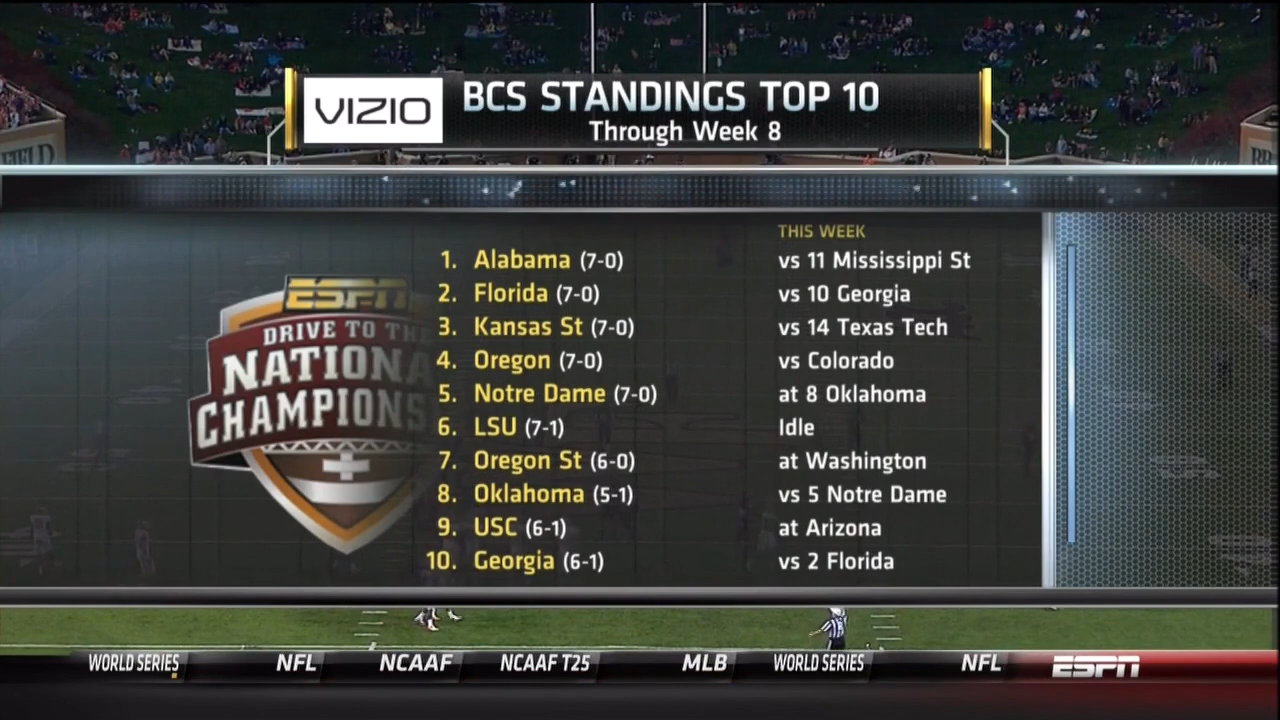 VIZIO
BCS STANDINGS TOP 10
Through Week 8
THIS WEEK
1. Alabama (7-0) vs 11 Mississippi St
2. Florida (7-0) vs 10 Georgia
3. Kansas St (7-0) vs 14 Texas Tech
4. Oregon (7-0) vs Colorado
5. Notre Dame (7-0) at 8 Oklahoma
6. LSU (7-1) Idle
7. Oregon St (6-0) at Washington
8. Oklahoma (5-1) vs 5 Notre Dame
9. USC (6-1) at Arizona
10. Georgia (6-1) vs 2 Florida
ESPN
DRIVE TO TH
NATIONA
CHAMPIONS
WORLD SERIES NFL NCAAF NCAAF T25 MLB WORLD SERIES NFL ESPN